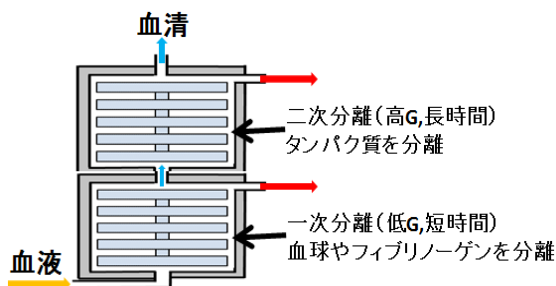 血清
二次分離(高G,長時間)
タンパク質を分離
一次分離(低G,短時間)
血球やフィブリノーゲンを分離
血液